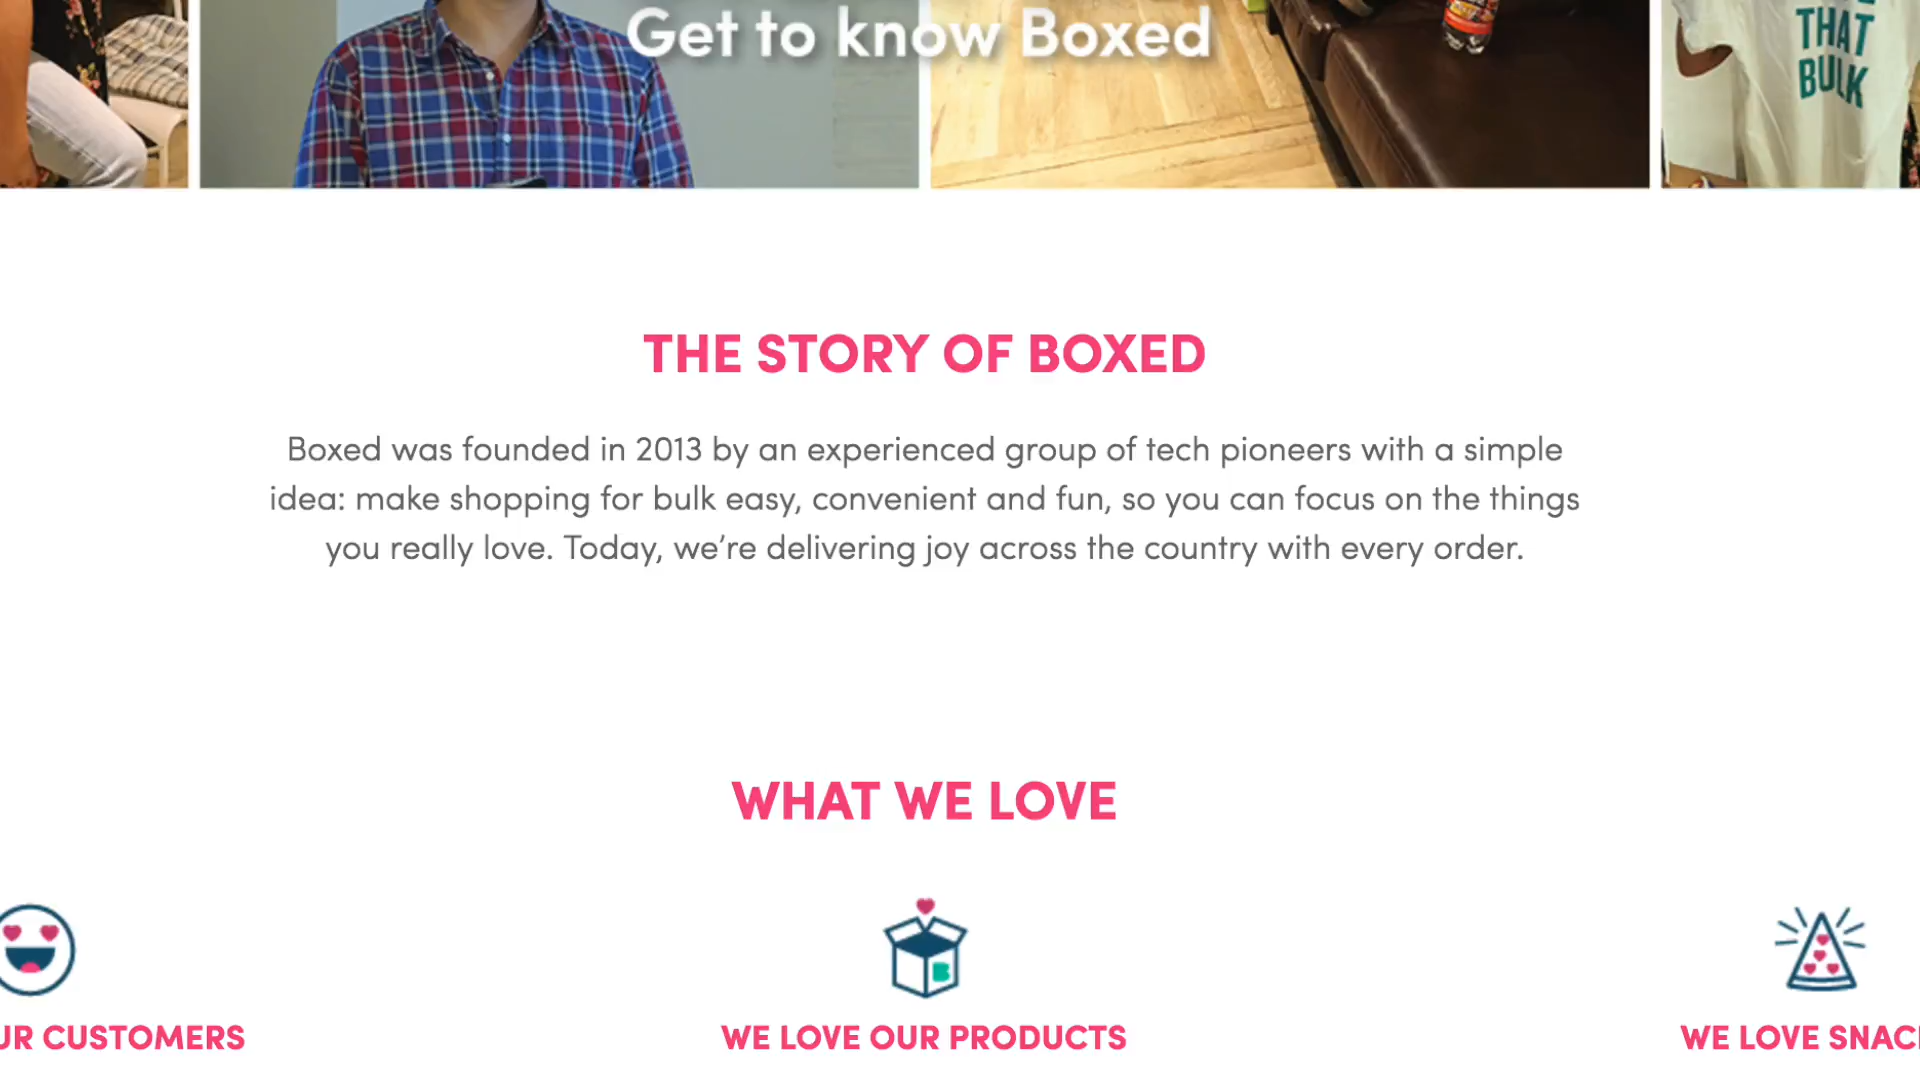 Get to know Boxed
THAT
BULK
THE STORY OF BOXED
Boxed was founded in 2013 by an experienced group of tech pioneers with a simple
idea: make shopping for bulk easy, convenient and fun, so you can focus on the things
you really love. Today, we’re delivering joy across the country with every order.
WHAT WE LOVE
B
UR CUSTOMERS
WE LOVE OUR PRODUCTS
WE LOVE SNAC